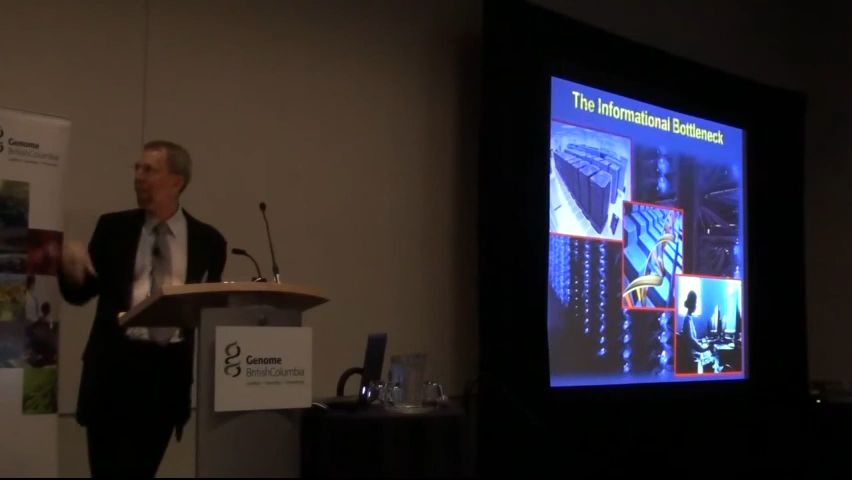 Genome
BritishColumbia
The Informational Bottleneck
Genome
BritishColumbia